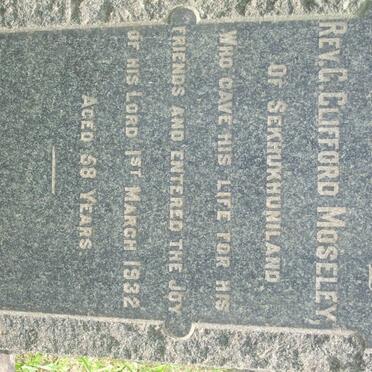 REV. C. CLIFFORD MOSELEY,
OF SEKHUKHUNILAND
WHO GAVE HIS LIFE FOR HIS
FRIENDS AND ENTERED THE JOY
OF HIS LORD 1ST MARCH 1932
AGED 58 YEARS